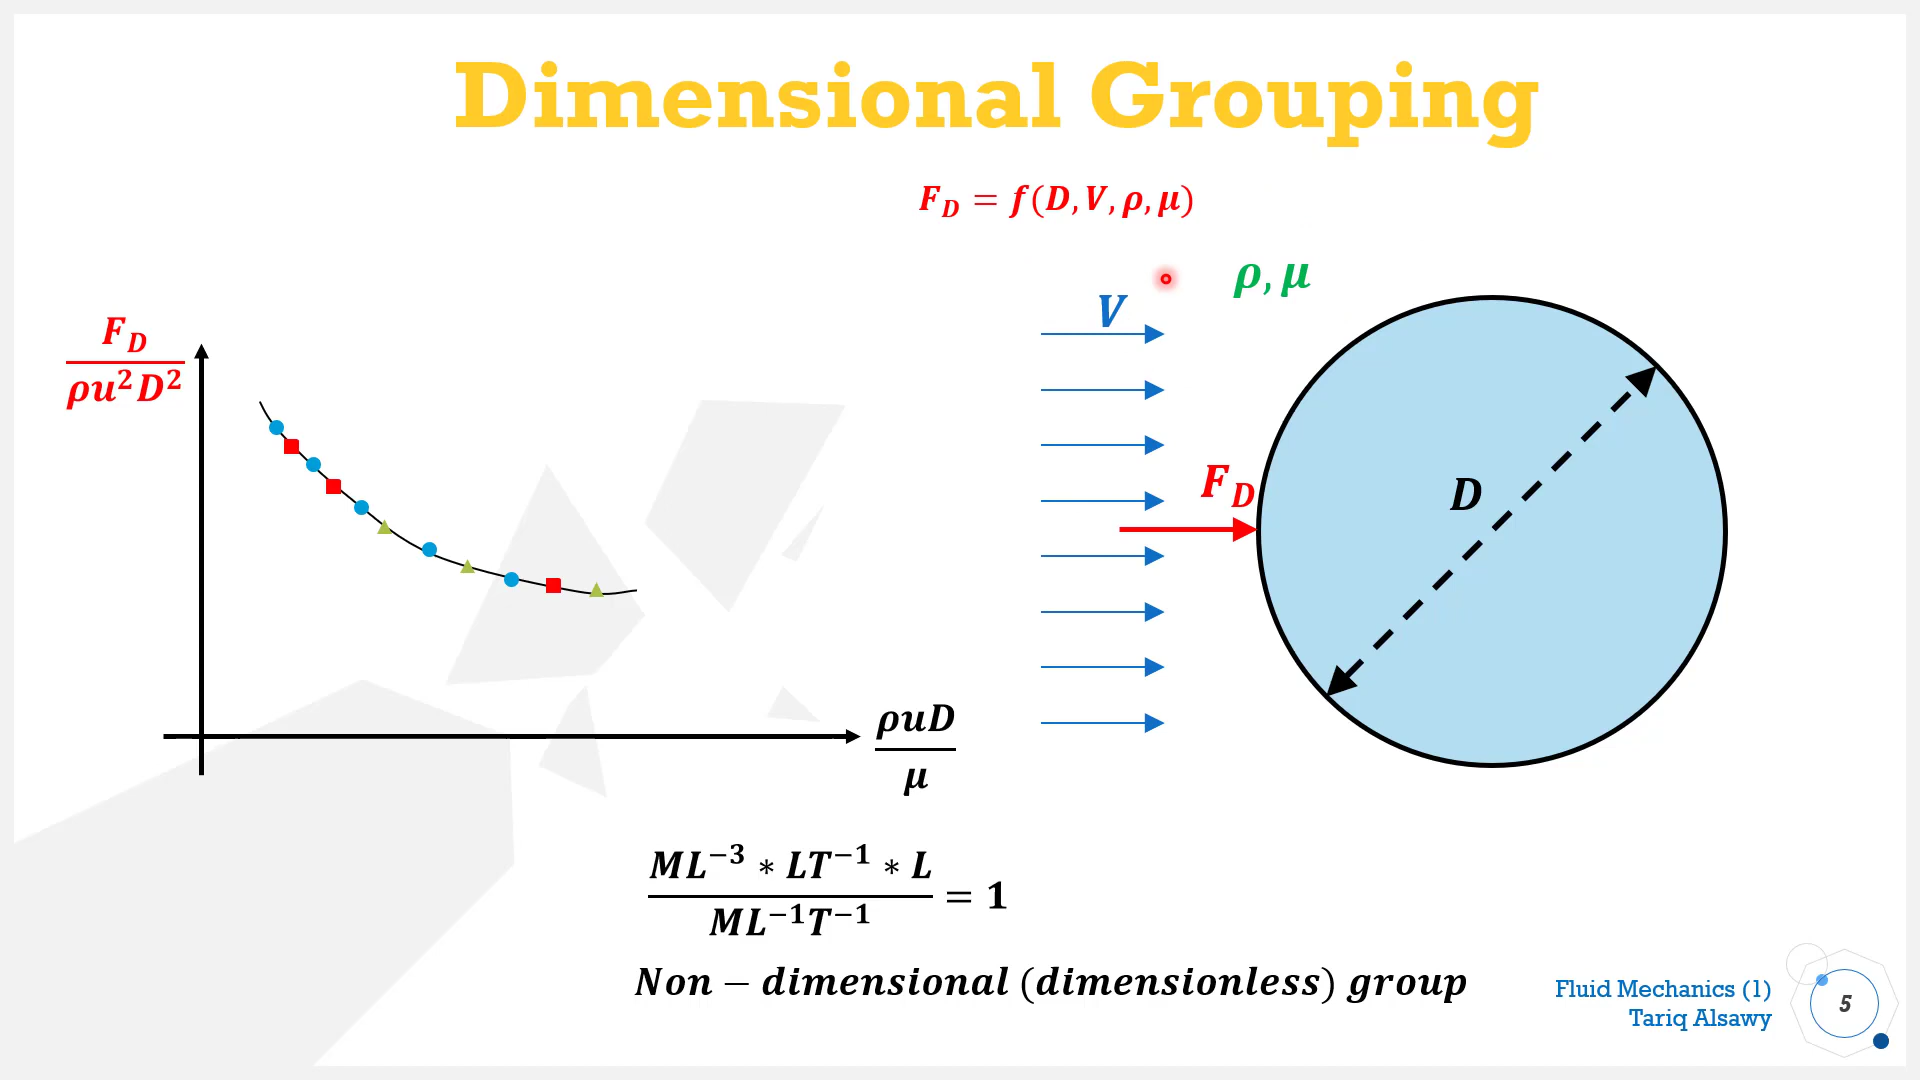 Dimensional Grouping
F_D = f(D, V, ρ, μ)
ρ, μ
V
F_D
D
F_D
ρu²D²
ρuD
μ
ML⁻³ * LT⁻¹ * L
ML⁻¹T⁻¹
= 1
Non − dimensional (dimensionless) group
Fluid Mechanics (1)
Tariq Alsawy
5